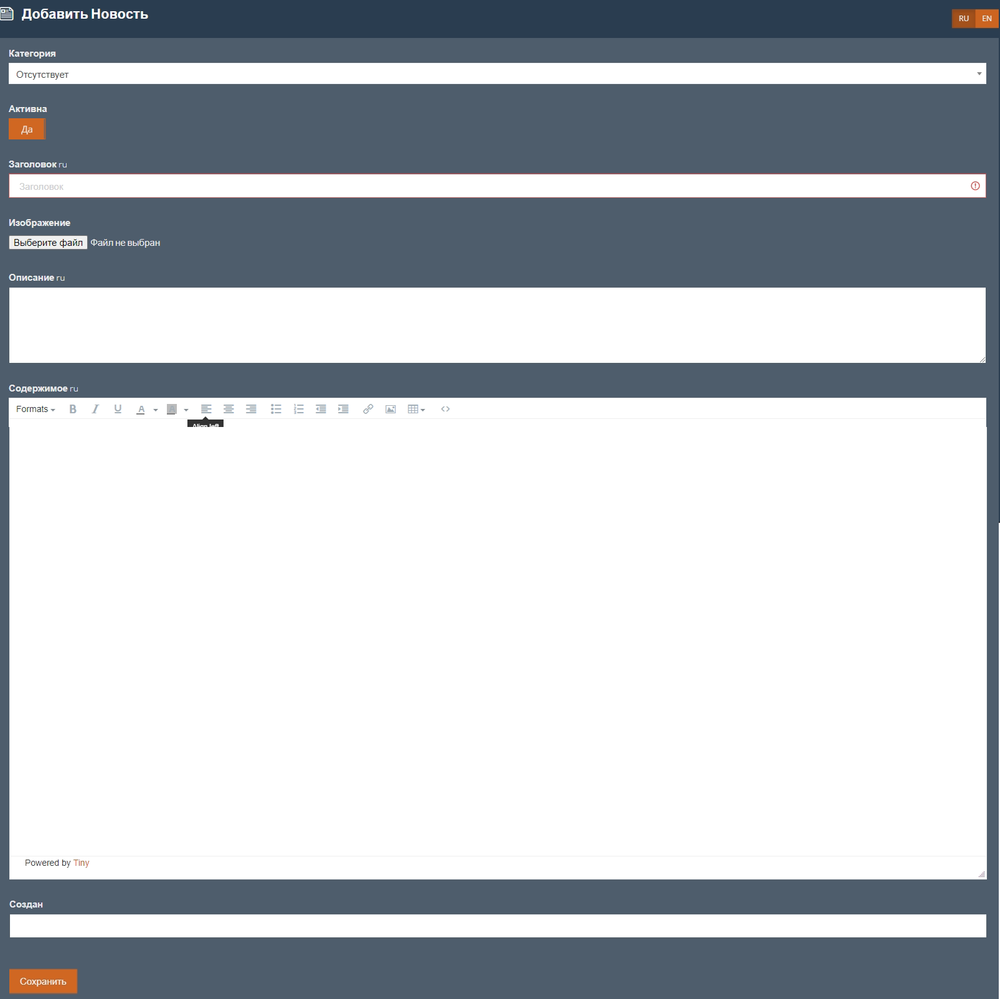 Добавить Новость
RU EN
Категория
Отсутствует
Активна
Да
Заголовок ru
Заголовок
Изображение
Выберите файл Файл не выбран
Описание ru
Содержимое ru
Formats B I U A A
Align left
Powered by Tiny
Создан
Сохранить